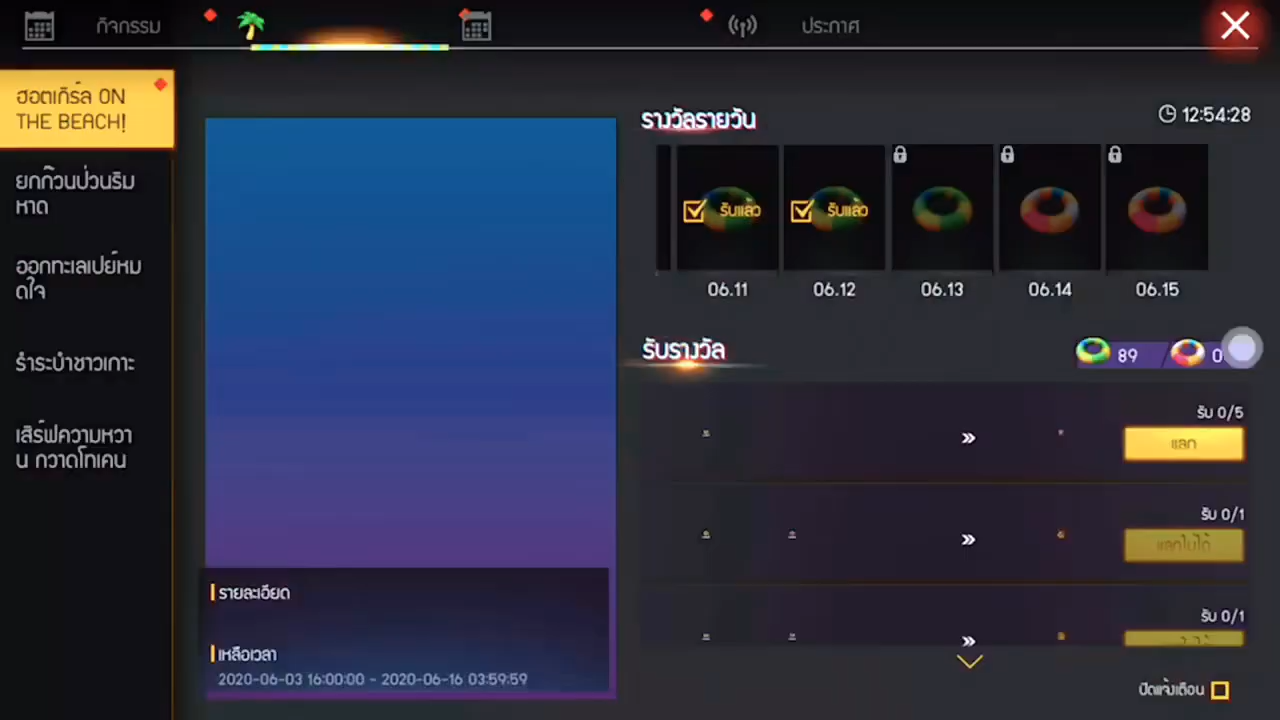 กิจกรรม
ประกาศ
ฮอตเกิร์ล ON
THE BEACH!
ยกก๊วนป่วนริม
หาด
ออกทะเลเปย์หม
ดใจ
ระบำชาวเกาะ
เสิร์ฟความหวา
น กวาดโทเคน
รายละเอียด
เหลือเวลา
2020-06-03 16:00:00 - 2020-06-16 03:59:59
รางวัลรายวัน
12:54:28
รับแล้ว
รับแล้ว
06.11
06.12
06.13
06.14
06.15
รับรางวัล
89
0
รับ 0/5
แลก
รับ 0/1
แลกไม่ได้
รับ 0/1
ปิดแจ้งเตือน